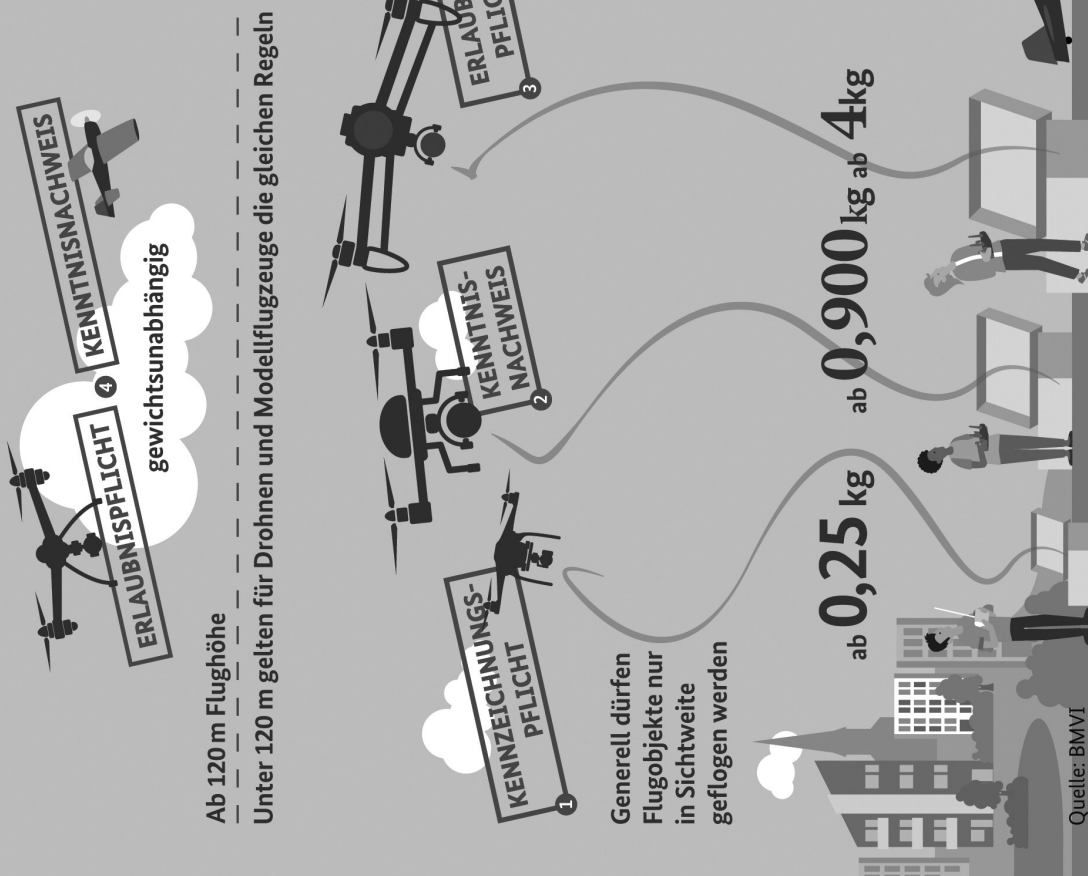 ERLAUBNISPFLICHT
4
KENNTNISNACHWEIS
gewichtsunabhängig
Ab 120 m Flughöhe
Unter 120 m gelten für Drohnen und Modellflugzeuge die gleichen Regeln
KENNZEICHNUNGS-
PFLICHT
1
KENNTNIS-
NACHWEIS
2
3
Generell dürfen
Flugobjekte nur
in Sichtweite
geflogen werden
ab 0,25 kg
ab 0,900 kg
ab 4 kg
Quelle: BMVI